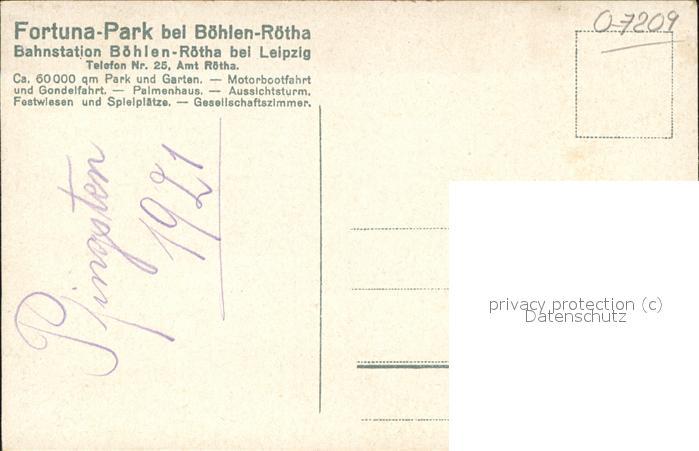 Fortuna-Park bei Böhlen-Rötha
Bahnstation Böhlen-Rötha bei Leipzig
Telefon Nr. 25, Amt Rötha.
Ca. 60000 qm Park und Garten. — Motorbootfahrt
und Gondelfahrt. — Palmenhaus. — Aussichtsturm.
Festwiesen und Spielplätze. — Gesellschaftszimmer.
O-7209
Pfingsten
1921
privacy protection (c)
Datenschutz